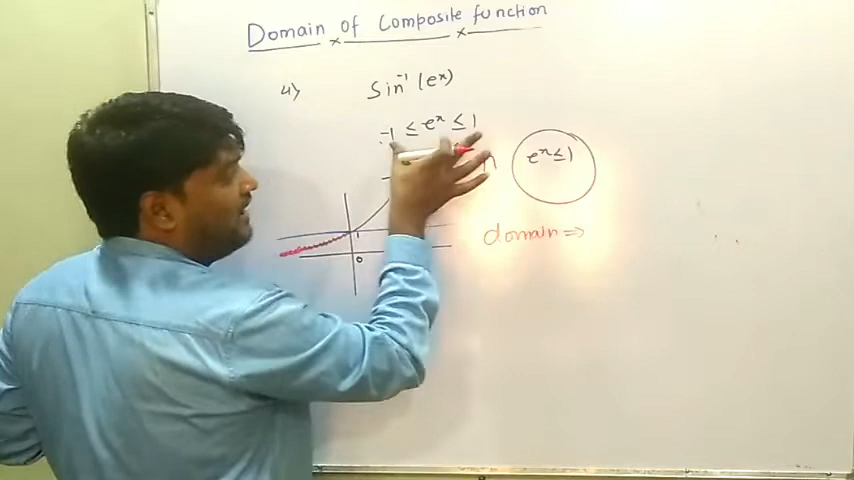 Domain of Composite function
4) Sin⁻¹ (eˣ)
-1 ≤ eˣ ≤ 1
∩ eˣ ≤ 1
1
domain ⇒
0